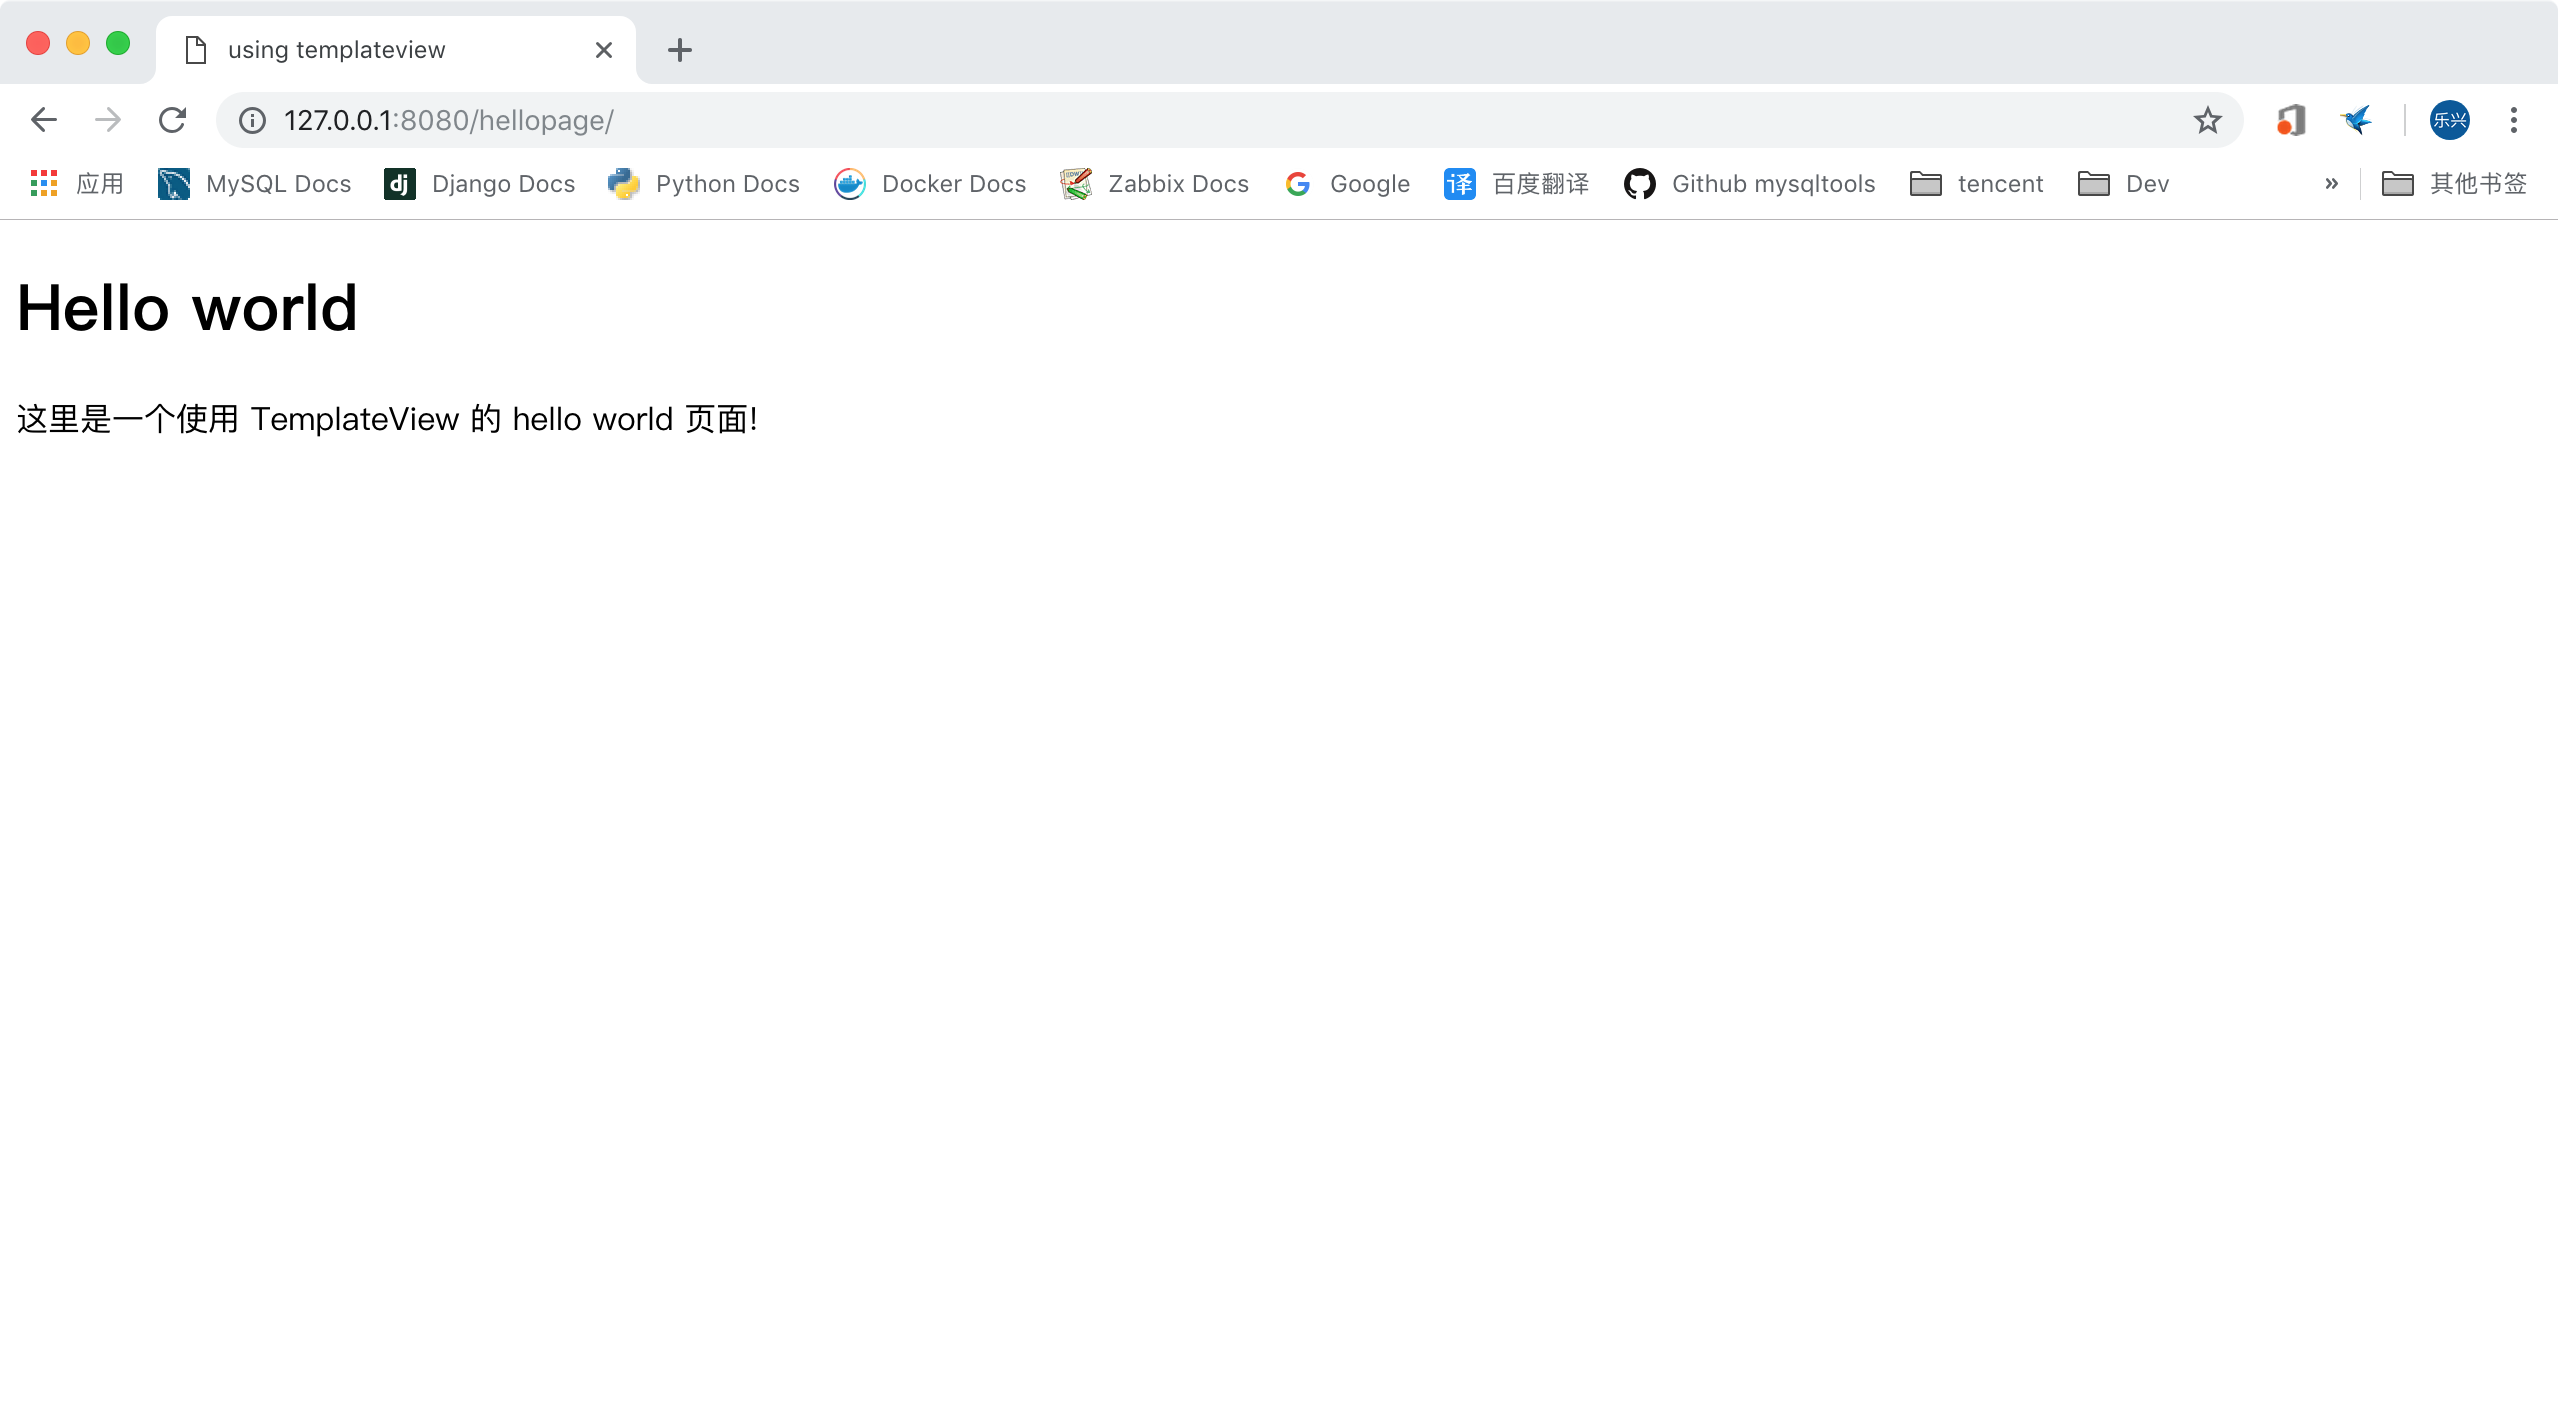 using templateview
127.0.0.1:8080/hellopage/
乐兴
应用 MySQL Docs dj Django Docs Python Docs Docker Docs Zabbix Docs G Google 译 百度翻译 Github mysqltools tencent Dev » 其他书签
Hello world
这里是一个使用 TemplateView 的 hello world 页面!